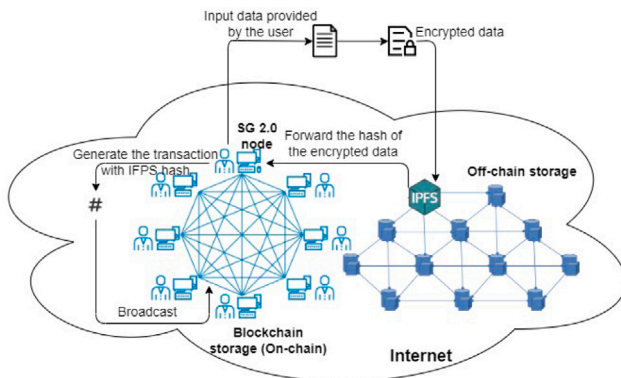 Input data provided
by the user
Encrypted data
SG 2.0
node
Forward the hash of
the encrypted data
Generate the transaction
with IFPS hash
Off-chain storage
#
IPFS
Broadcast
Blockchain
storage (On-chain)
Internet